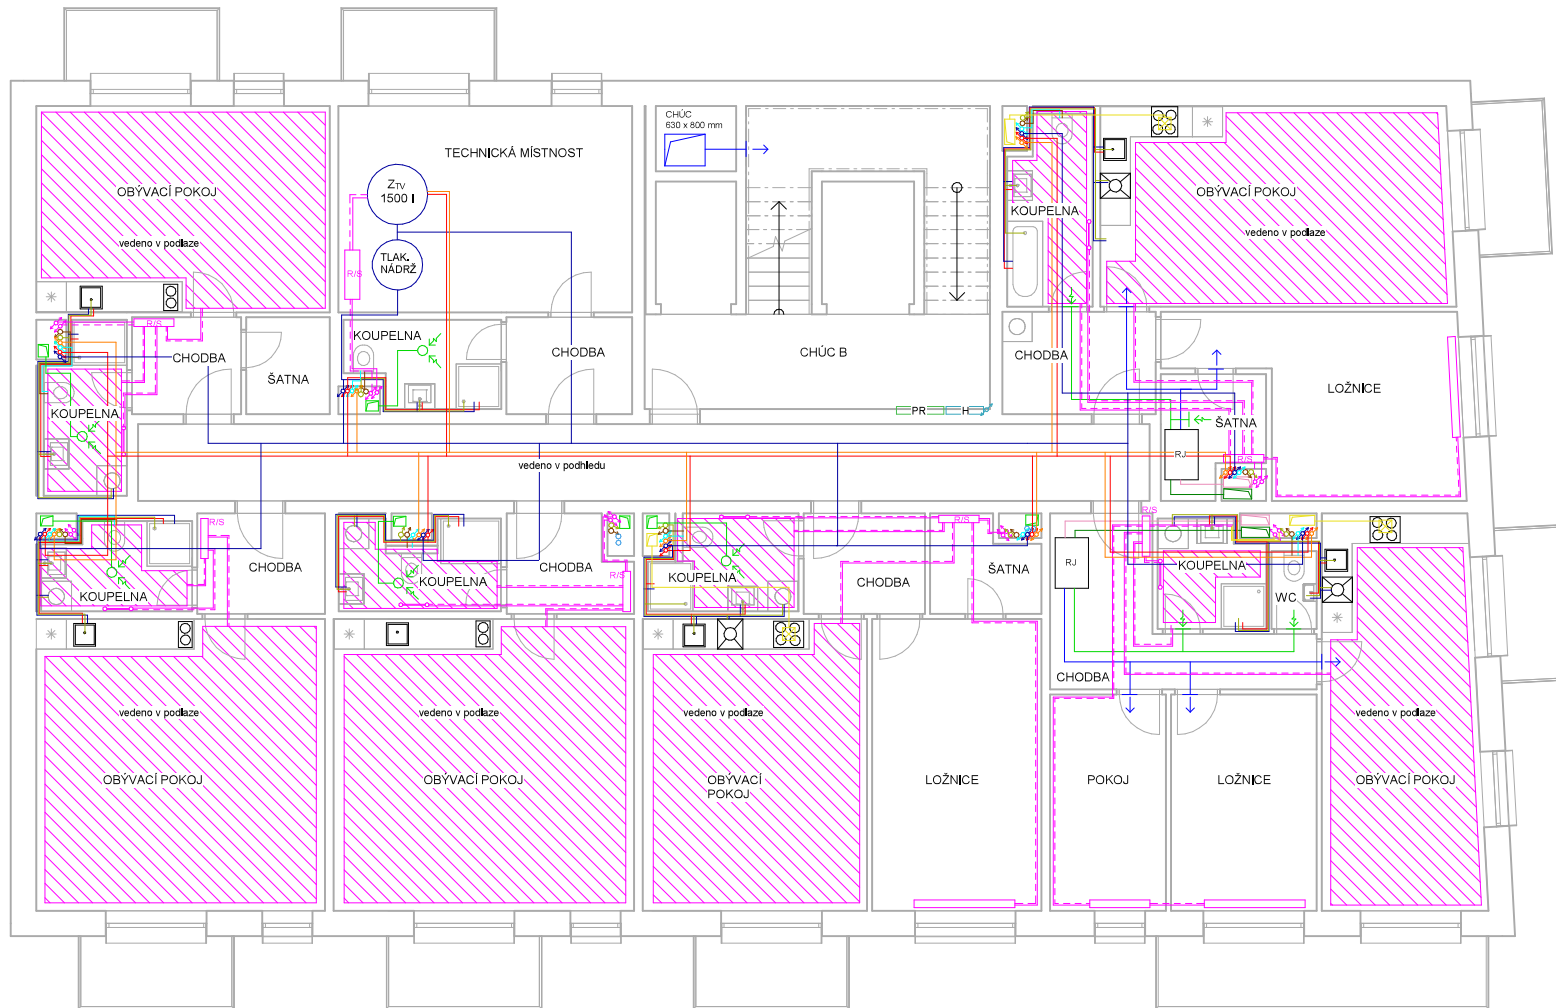 CHÚC
630 x 800 mm
TECHNICKÁ MÍSTNOST
OBÝVACÍ POKOJ
vedeno v podlaze
ZTV
1500 l
TLAK.
NÁDRŽ
R/S
KOUPELNA
OBÝVACÍ POKOJ
vedeno v podlaze
R/S
CHODBA
ŠATNA
KOUPELNA
CHODBA
CHÚC B
CHODBA
LOŽNICE
KOUPELNA
PR
H
ŠATNA
RJ
R/S
vedeno v podhledu
R/S
CHODBA
KOUPELNA
KOUPELNA
CHODBA
R/S
KOUPELNA
R/S
CHODBA
ŠATNA
R/S
RJ
KOUPELNA
WC
CHODBA
vedeno v podlaze
OBÝVACÍ POKOJ
vedeno v podlaze
OBÝVACÍ POKOJ
vedeno v podlaze
OBÝVACÍ
POKOJ
LOŽNICE
POKOJ
LOŽNICE
vedeno v podlaze
OBÝVACÍ POKOJ